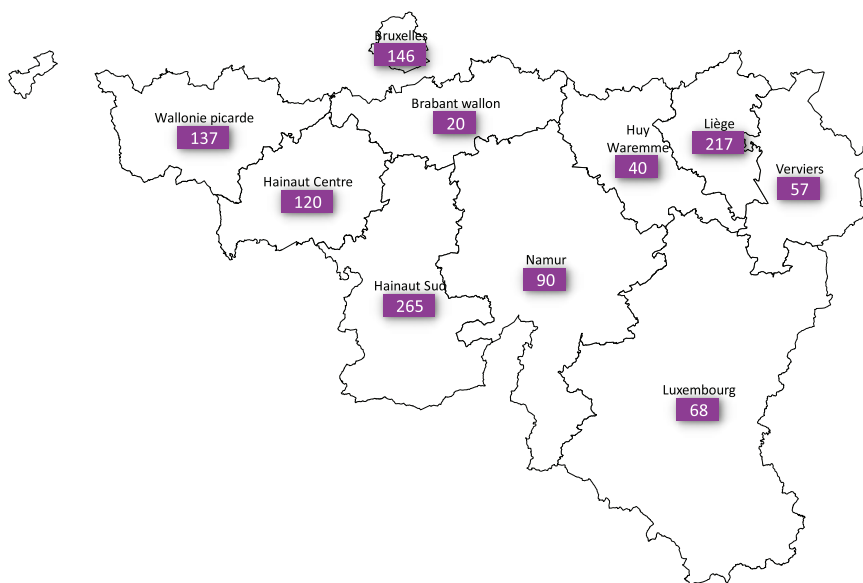 Bruxelles
146
Wallonie picarde
137
Brabant wallon
20
Huy
Waremme
40
Liège
217
Verviers
57
Hainaut Centre
120
Hainaut Sud
265
Namur
90
Luxembourg
68